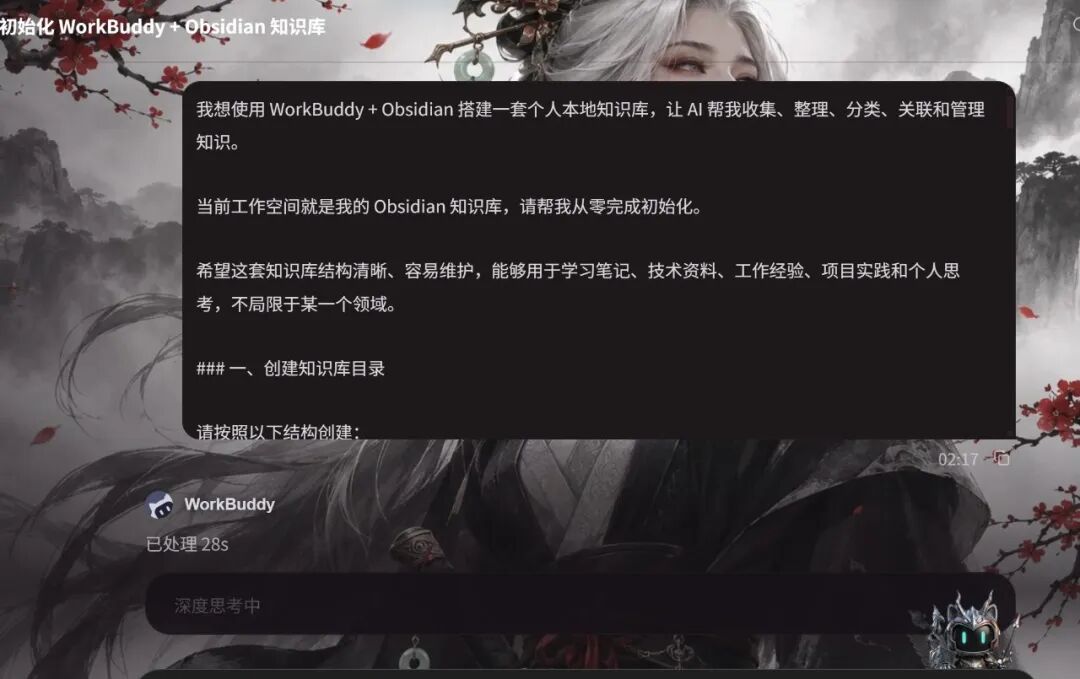 初始化 WorkBuddy + Obsidian 知识库
我想使用 WorkBuddy + Obsidian 搭建一套个人本地知识库，让 AI 帮我收集、整理、分类、关联和管理
知识。
当前工作空间就是我的 Obsidian 知识库，请帮我从零完成初始化。
希望这套知识库结构清晰、容易维护，能够用于学习笔记、技术资料、工作经验、项目实践和个人思
考，不局限于某一个领域。
### 一、创建知识库目录
请按照以下结构创建：
02:17
WorkBuddy
已处理 28s
深度思考中